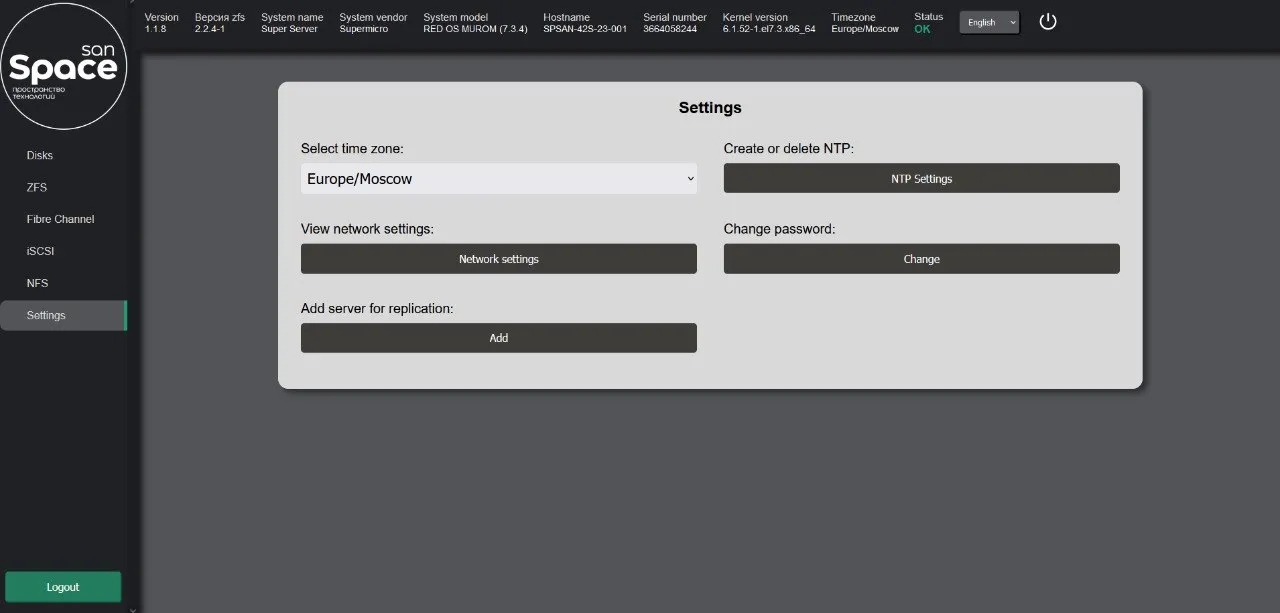 san
Space
пространство
технологий
Version
1.1.8
Версия zfs
2.2.4-1
System name
Super Server
System vendor
Supermicro
System model
RED OS MUROM (7.3.4)
Hostname
SPSAN-42S-23-001
Serial number
3664058244
Kernel version
6.1.52-1.el7.3.x86_64
Timezone
Europe/Moscow
Status
OK
English
Disks
ZFS
Fibre Channel
iSCSI
NFS
Settings
Logout
Settings
Select time zone:
Europe/Moscow
Create or delete NTP:
NTP Settings
View network settings:
Network settings
Change password:
Change
Add server for replication:
Add